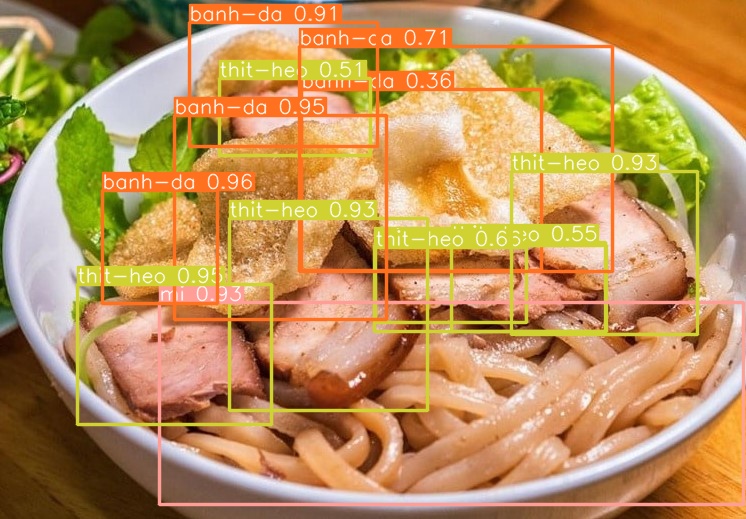 banh-da 0.91
banh-da 0.71
thit-heo 0.51
banh-da 0.36
banh-da 0.95
thit-heo 0.93
banh-da 0.96
thit-heo 0.93
thit-heo 0.6
0.55
thit-heo 0.95
mi 0.93